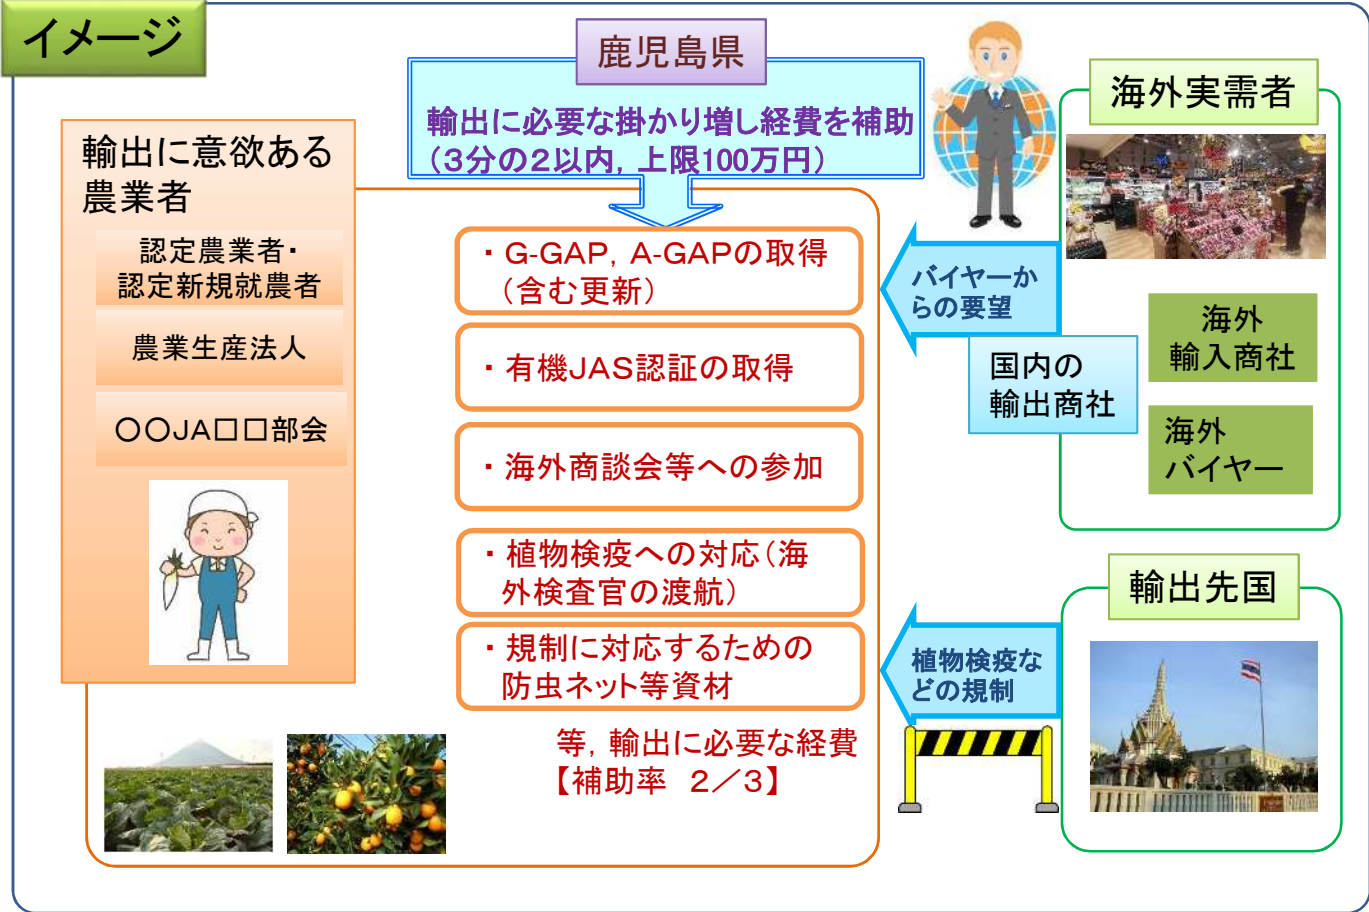 イメージ
鹿児島県
輸出に必要な掛かり増し経費を補助
（３分の２以内，上限100万円）
輸出に意欲ある
農業者
認定農業者・
認定新規就農者
農業生産法人
〇〇JA□□部会
・G-GAP，A-GAPの取得
（含む更新）
・有機JAS認証の取得
・海外商談会等への参加
・植物検疫への対応（海
外検査官の渡航）
・規制に対応するための
防虫ネット等資材
等，輸出に必要な経費
【補助率　２／３】
バイヤーか
らの要望
国内の
輸出商社
海外実需者
海外
輸入商社
海外
バイヤー
植物検疫な
どの規制
輸出先国